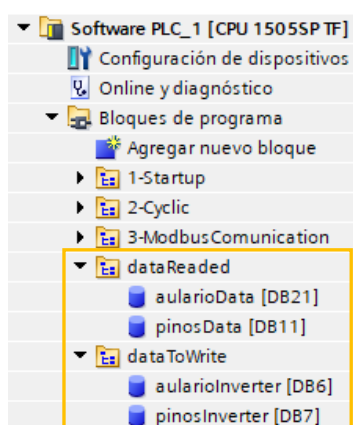 Software PLC_1 [CPU 1505SP TF]
Configuración de dispositivos
Online y diagnóstico
Bloques de programa
Agregar nuevo bloque
1-Startup
2-Cyclic
3-ModbusComunication
dataReaded
aularioData [DB21]
pinosData [DB11]
dataToWrite
aularioInverter [DB6]
pinosInverter [DB7]